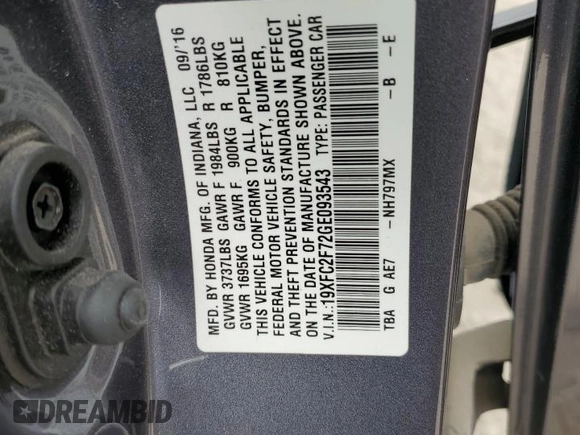 MFD. BY HONDA MFG. OF INDIANA, LLC 09/'16
GVWR 3737LBS GAWR F 1984LBS R 1786LBS
GVWR 1695KG GAWR F 900KG R 810KG
THIS VEHICLE CONFORMS TO ALL APPLICABLE
FEDERAL MOTOR VEHICLE SAFETY, BUMPER,
AND THEFT PREVENTION STANDARDS IN EFFECT
ON THE DATE OF MANUFACTURE SHOWN ABOVE.
V.I.N.:19XFC2F72GE093543 TYPE: PASSENGER CAR
TBA G AE7 -NH797MX -B -E
DREAMBID